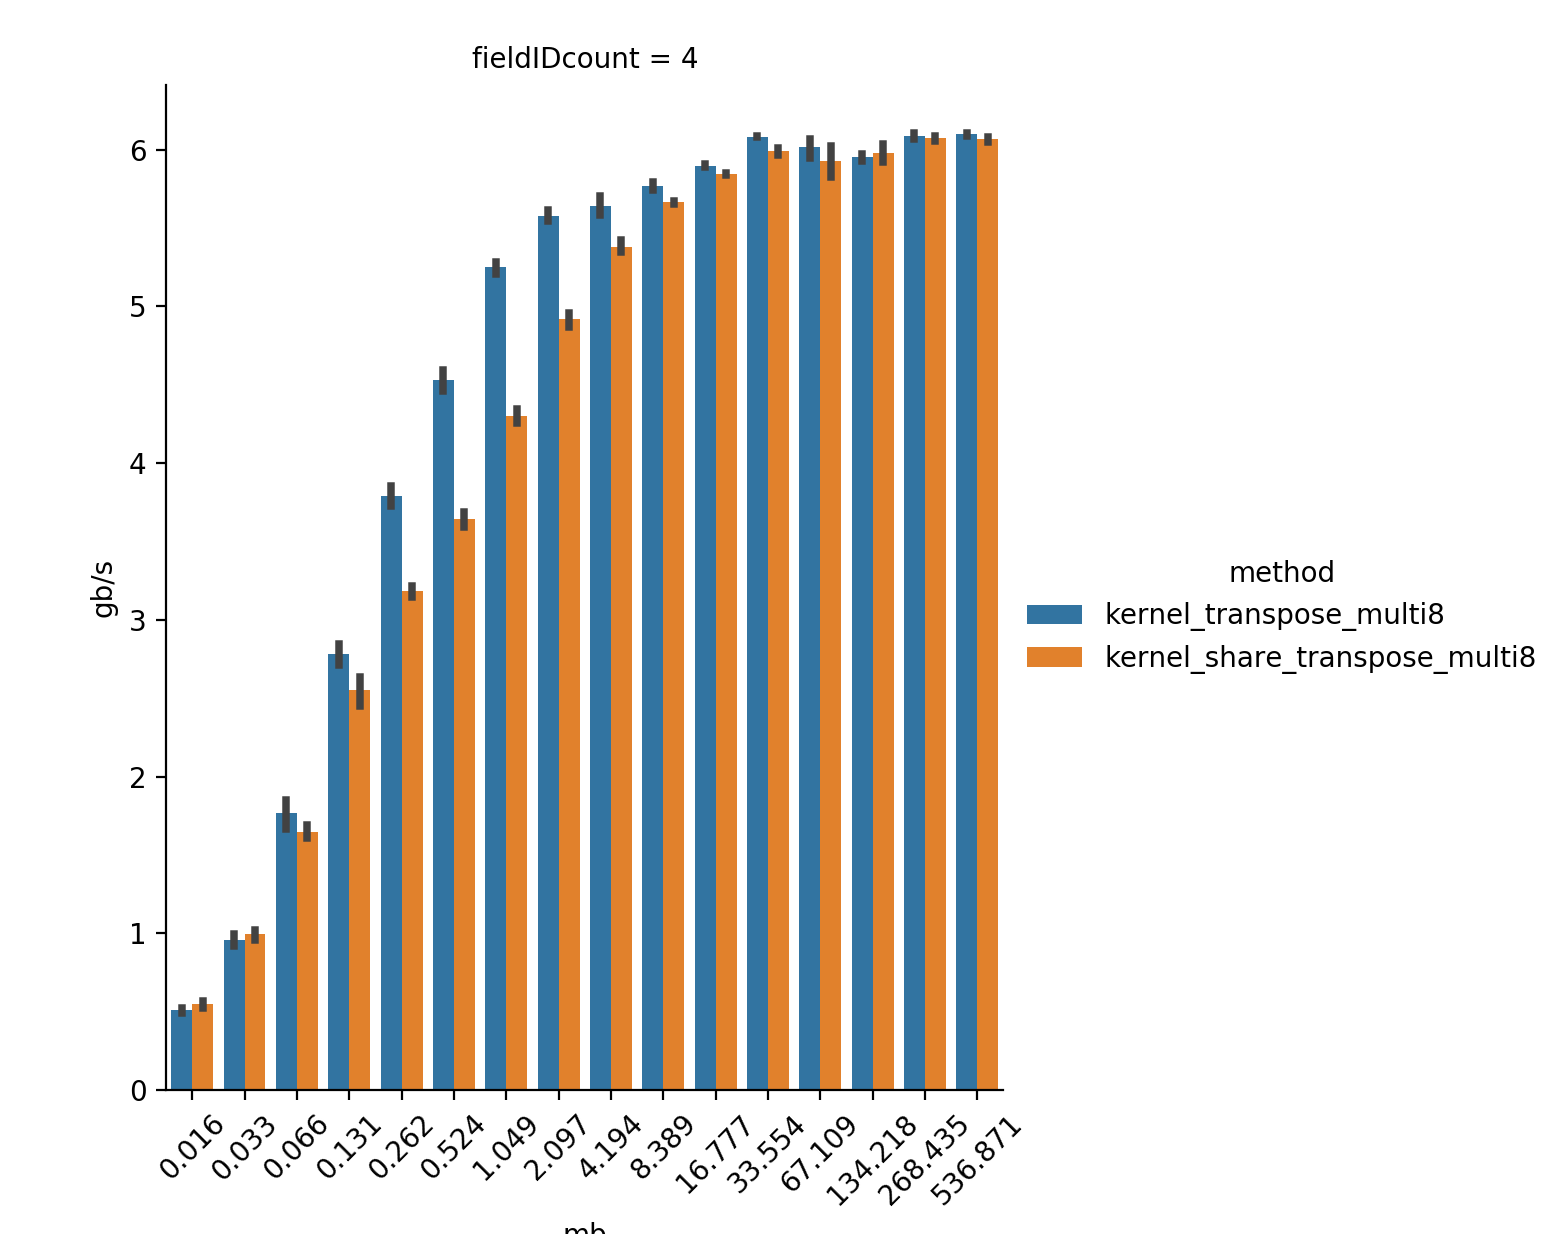 fieldIDcount = 4
6
5
4
3
2
1
0
gb/s
0.016 0.033 0.066 0.131 0.262 0.524 1.049 2.097 4.194 8.389 16.777 33.554 67.109 134.218 268.435 536.871
mb
method
kernel_transpose_multi8
kernel_share_transpose_multi8